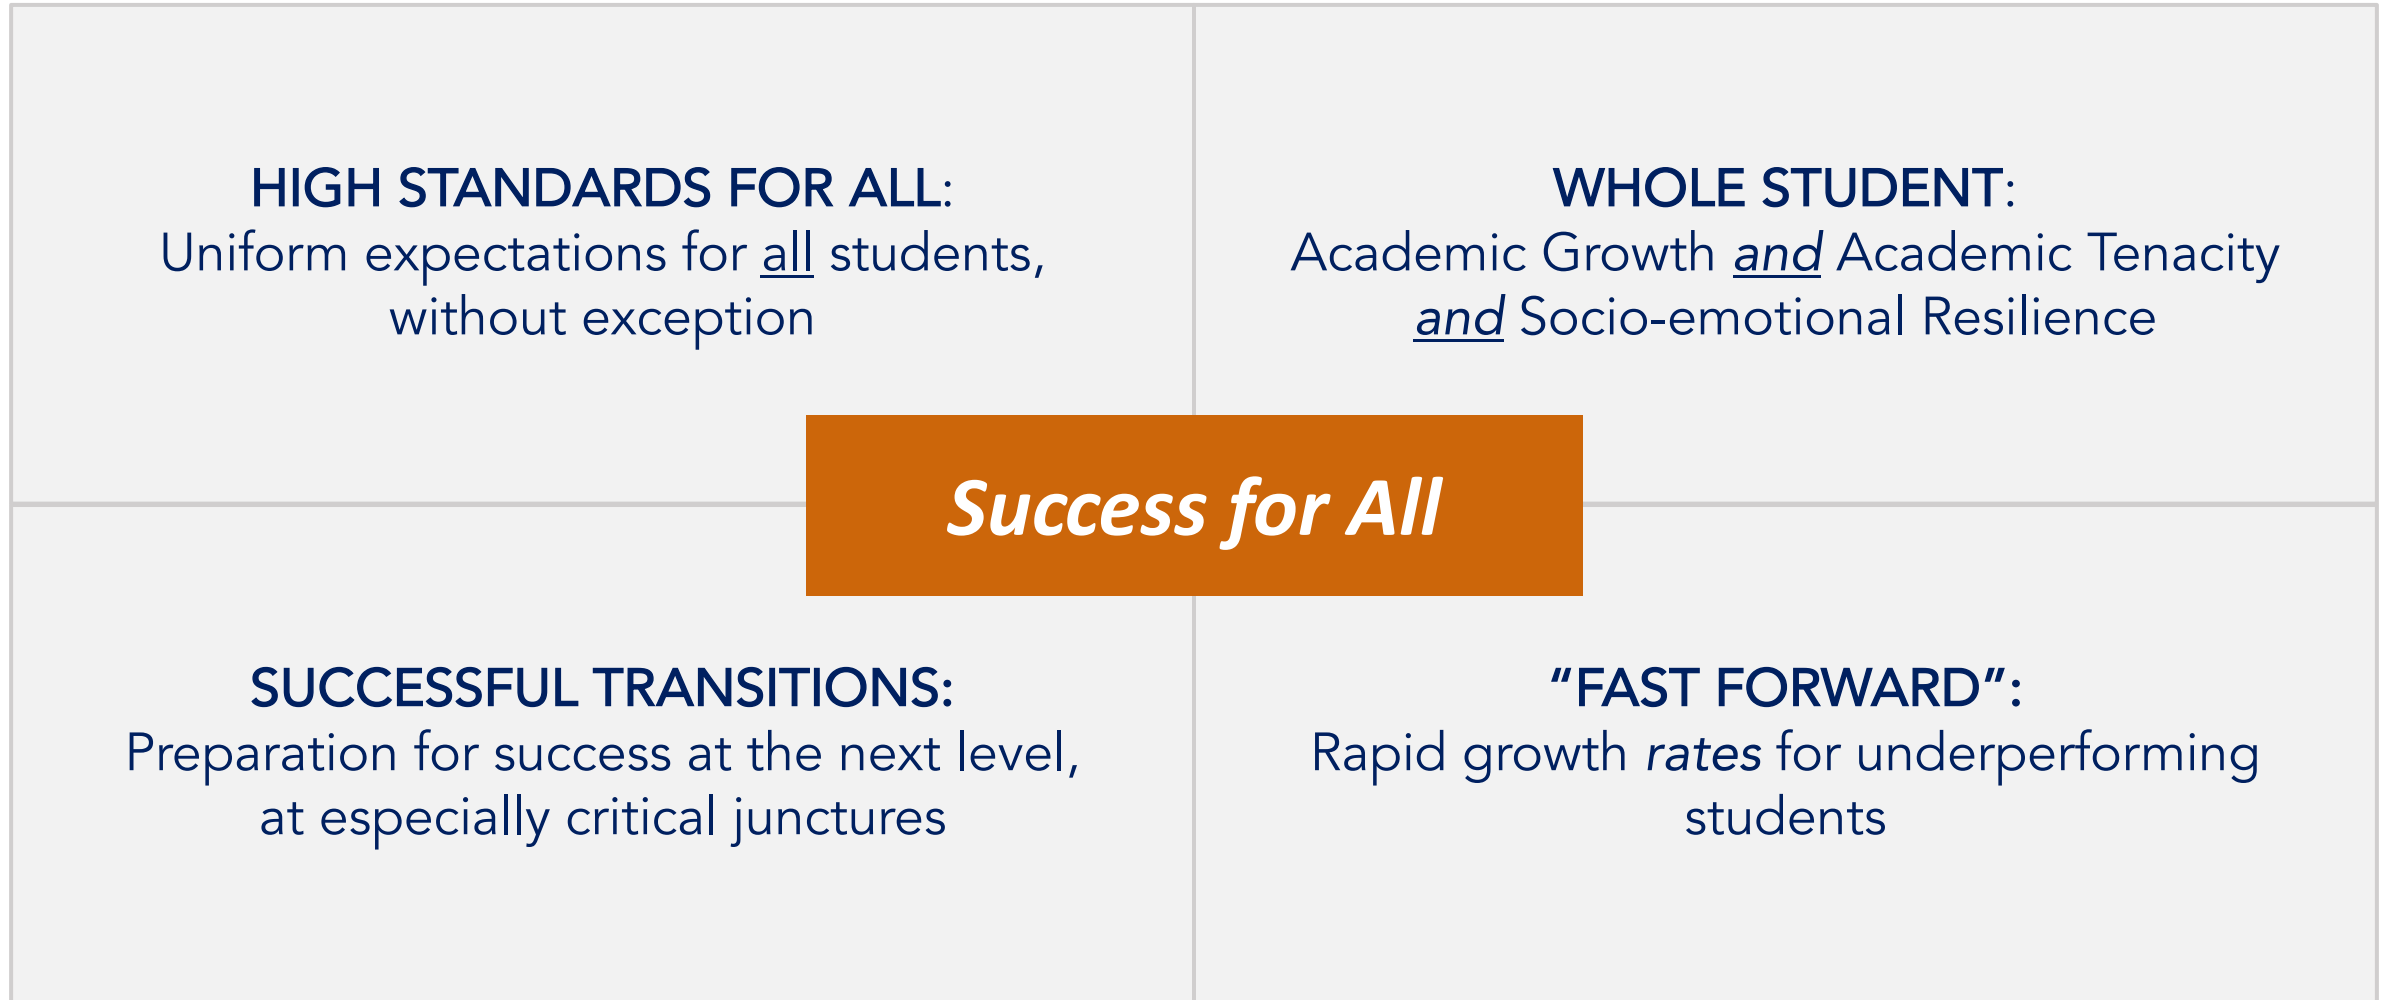 HIGH STANDARDS FOR ALL:
Uniform expectations for all students,
without exception
WHOLE STUDENT:
Academic Growth and Academic Tenacity
and Socio-emotional Resilience
Success for All
SUCCESSFUL TRANSITIONS:
Preparation for success at the next level,
at especially critical junctures
“FAST FORWARD”:
Rapid growth rates for underperforming
students